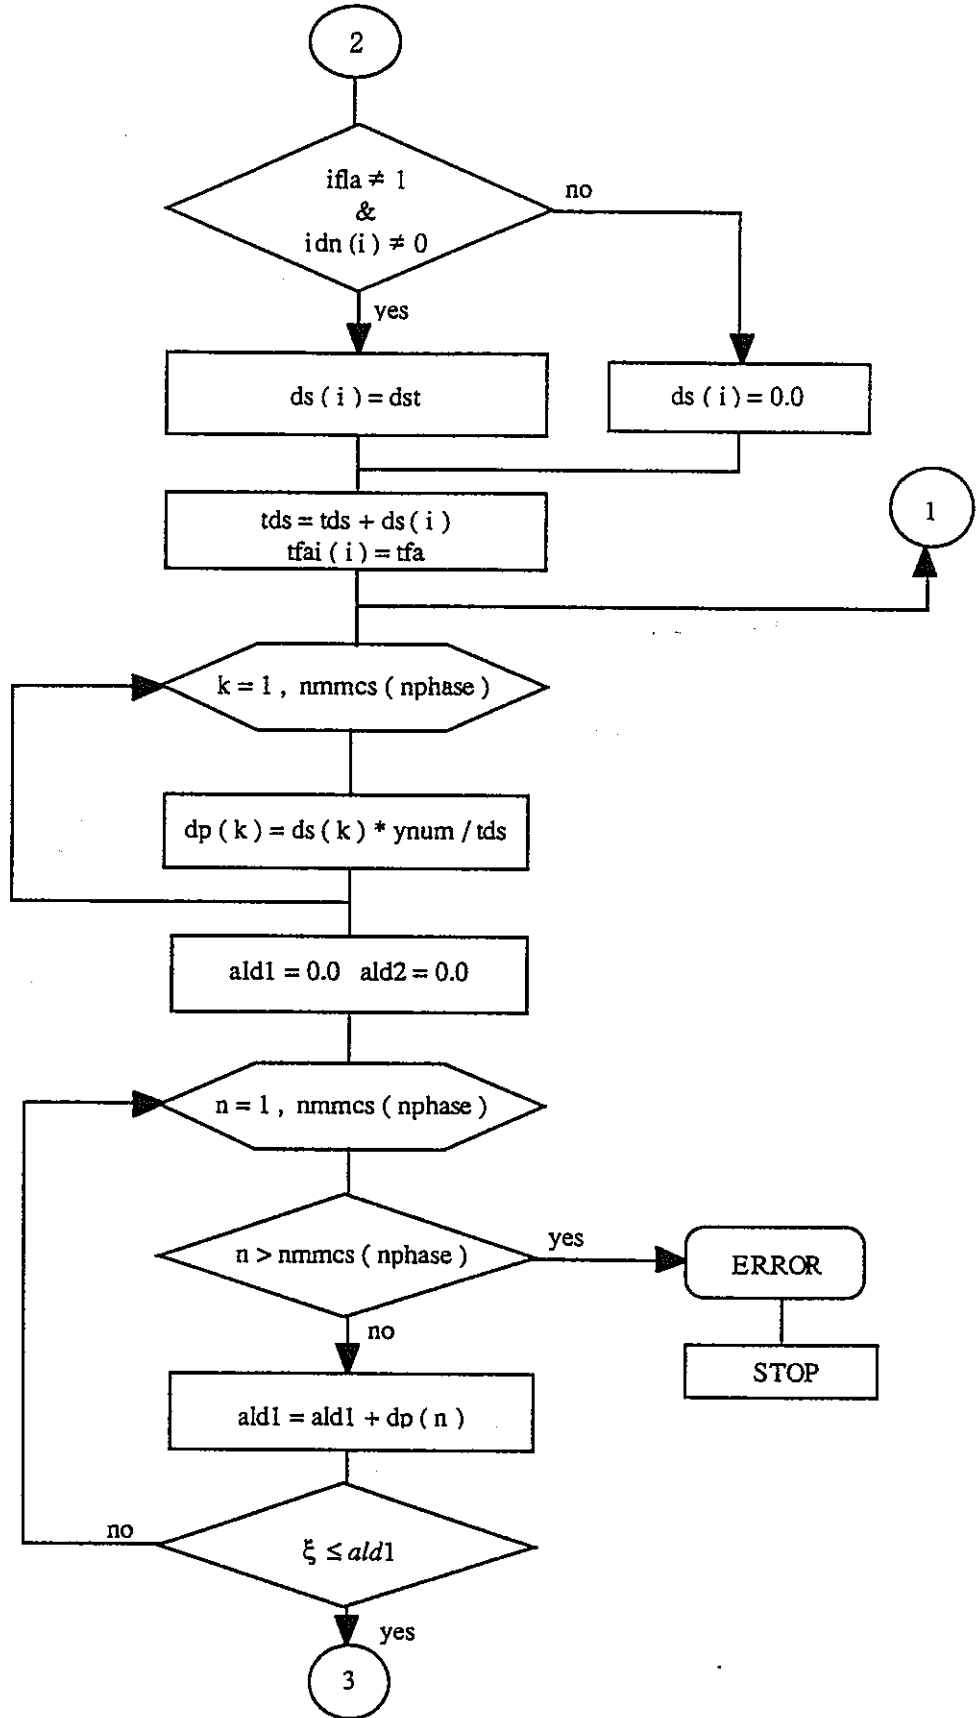 2
ifla ≠ 1
&
idn (i) ≠ 0
no
yes
ds ( i ) = dst
ds ( i ) = 0.0
tds = tds + ds ( i )
tfai ( i ) = tfa
1
k = 1 , nmmcs ( nphase )
dp ( k ) = ds ( k ) * ynum / tds
ald1 = 0.0 ald2 = 0.0
n = 1 , nmmcs ( nphase )
n > nmmcs ( nphase )
yes
ERROR
no
STOP
ald1 = ald1 + dp ( n )
no
ξ ≤ ald1
yes
3